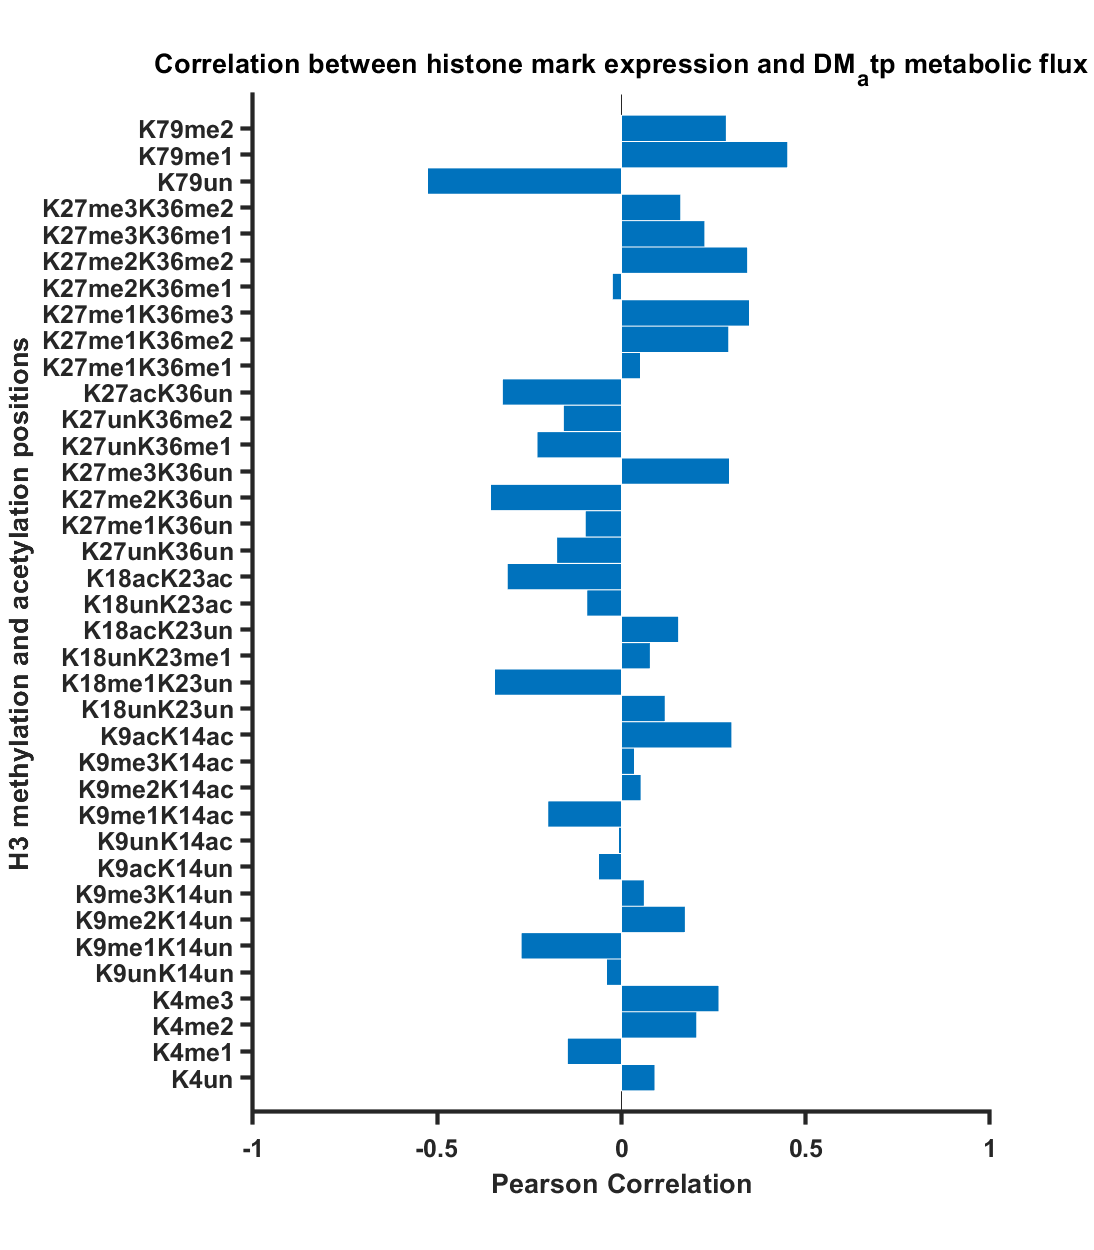 Correlation between histone mark expression and DMatp metabolic flux
K79me2
K79me1
K79un
K27me3K36me2
K27me3K36me1
K27me2K36me2
K27me2K36me1
K27me1K36me3
K27me1K36me2
K27me1K36me1
K27acK36un
K27unK36me2
K27unK36me1
K27me3K36un
K27me2K36un
K27me1K36un
K27unK36un
K18acK23ac
K18unK23ac
K18acK23un
K18unK23me1
K18me1K23un
K18unK23un
K9acK14ac
K9me3K14ac
K9me2K14ac
K9me1K14ac
K9unK14ac
K9acK14un
K9me3K14un
K9me2K14un
K9me1K14un
K9unK14un
K4me3
K4me2
K4me1
K4un
H3 methylation and acetylation positions
-1 -0.5 0 0.5 1
Pearson Correlation